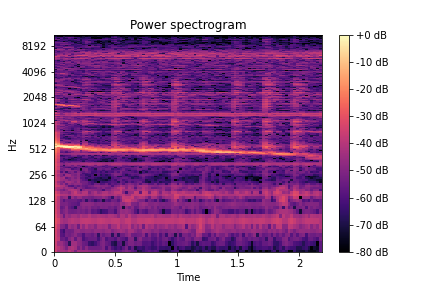 Power spectrogram
8192
4096
2048
1024
512
256
128
64
0
Hz
0
0.5
1
1.5
2
Time
+0 dB
-10 dB
-20 dB
-30 dB
-40 dB
-50 dB
-60 dB
-70 dB
-80 dB